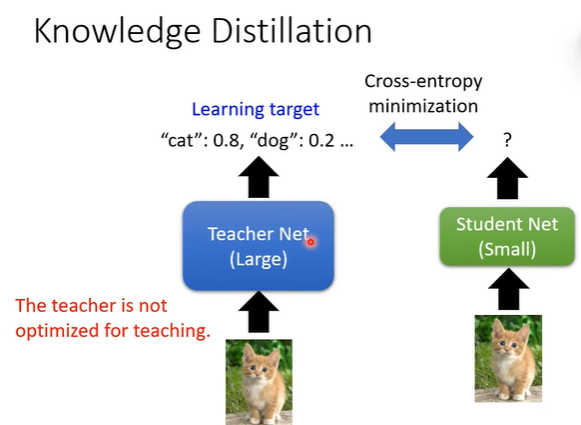 Knowledge Distillation
Cross-entropy
minimization
Learning target
“cat”: 0.8, “dog”: 0.2 ...
?
Teacher Net
(Large)
Student Net
(Small)
The teacher is not
optimized for teaching.